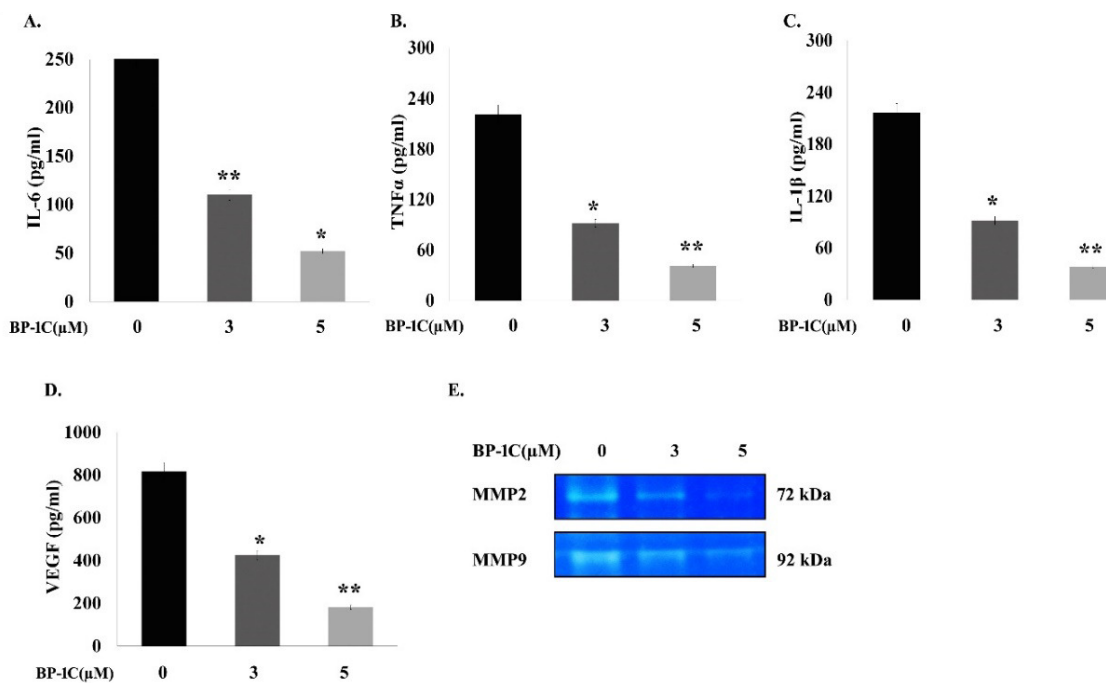 A.
250
200
150
100
50
0
IL-6 (pg/ml)
**
*
BP-1C(µM) 0 3 5
B.
300
240
180
120
60
0
TNFα (pg/ml)
*
**
BP-1C(µM) 0 3 5
C.
300
240
180
120
60
0
IL-1β (pg/ml)
*
**
BP-1C(µM) 0 3 5
D.
1000
800
600
400
200
0
VEGF (pg/ml)
*
**
BP-1C(µM) 0 3 5
E.
BP-1C(µM) 0 3 5
MMP2 72 kDa
MMP9 92 kDa